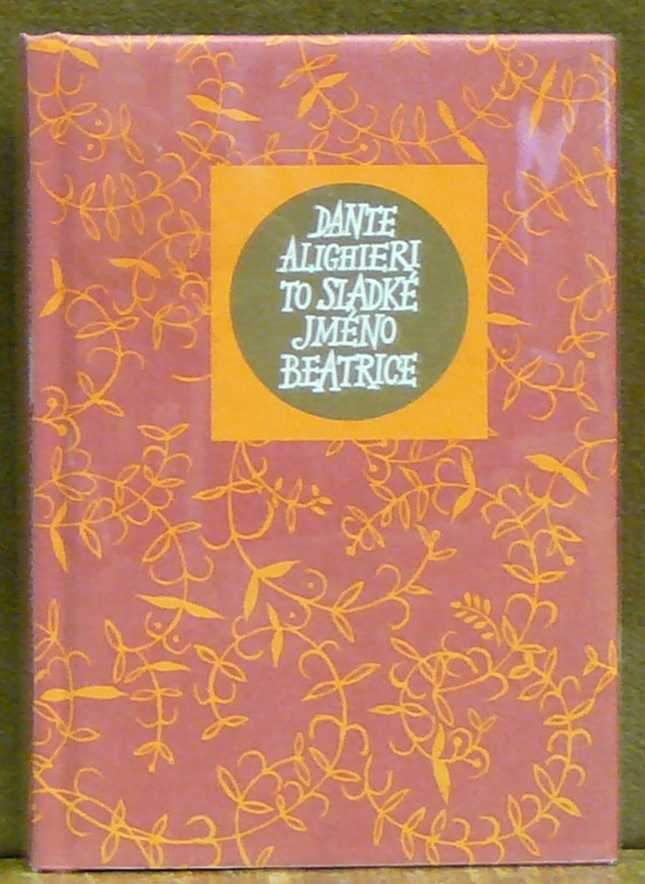 DANTE
ALIGHIERI
TO SLADKÉ
JMÉNO
BEATRICE